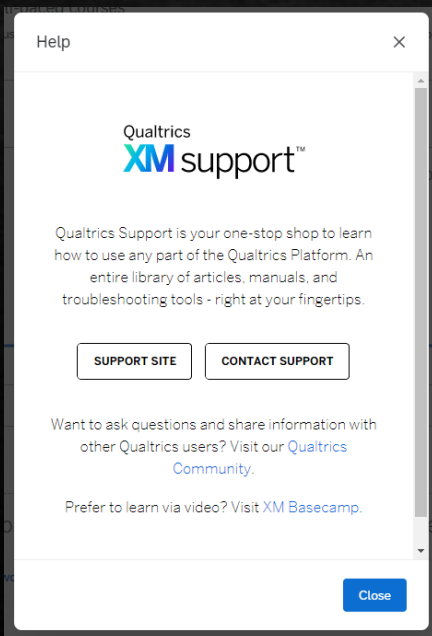 Help
Qualtrics
XM support™
Qualtrics Support is your one-stop shop to learn
how to use any part of the Qualtrics Platform. An
entire library of articles, manuals, and
troubleshooting tools - right at your fingertips.
SUPPORT SITE
CONTACT SUPPORT
Want to ask questions and share information with
other Qualtrics users? Visit our Qualtrics
Community.
Prefer to learn via video? Visit XM Basecamp.
Close